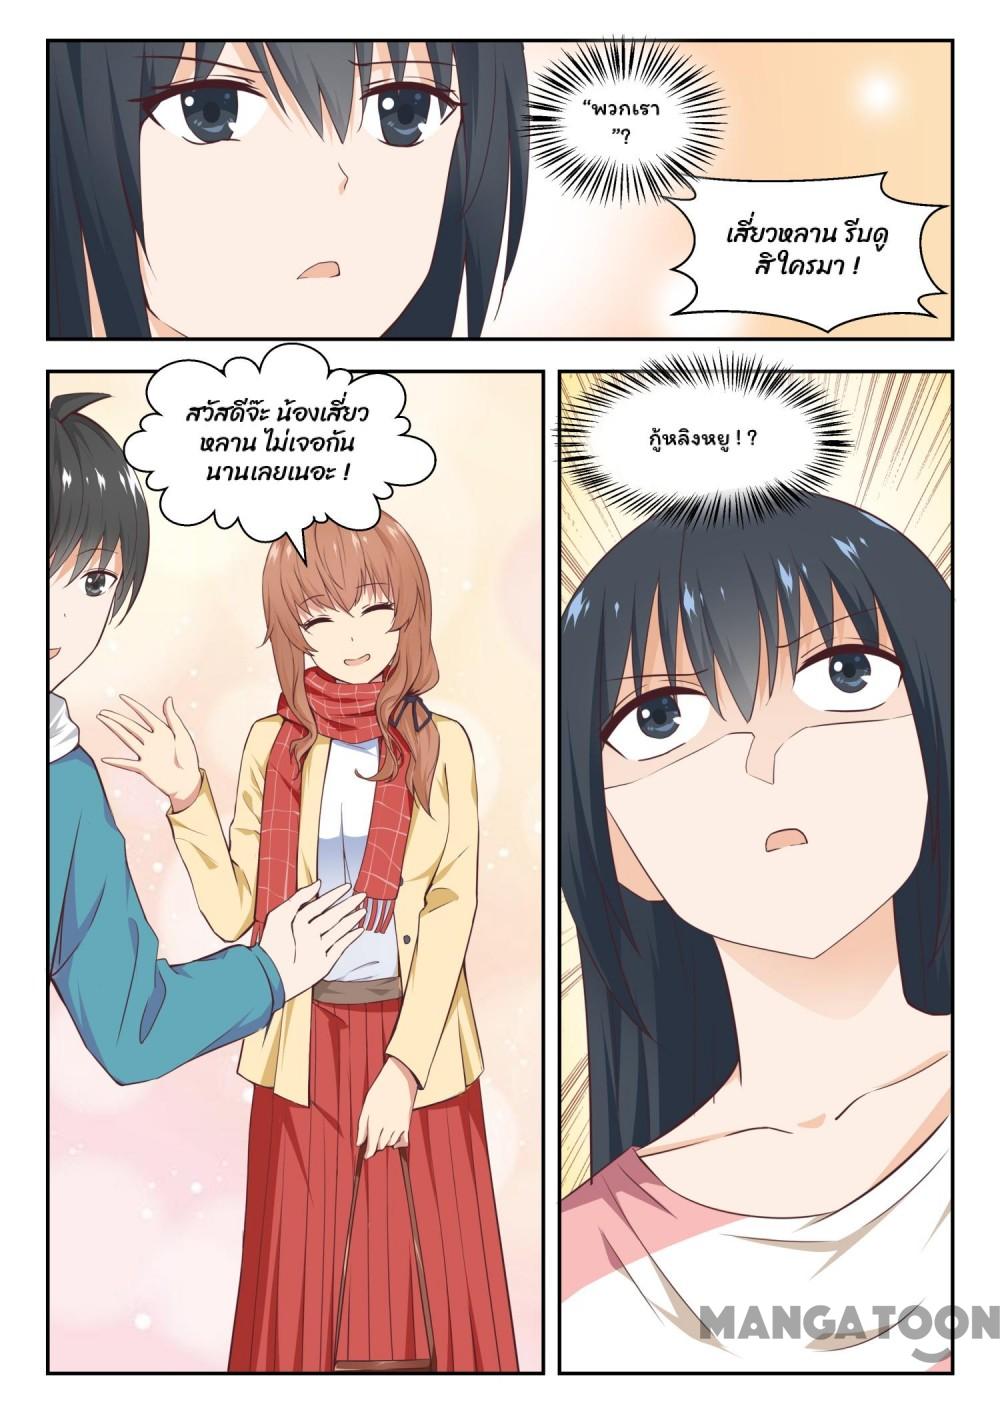 “พวกเรา
”?
เสี่ยวหลาน รีบดู
สิ ใครมา !
สวัสดีจ๊ะ น้องเสี่ยว
หลาน ไม่เจอกัน
นานเลยเนอะ !
กู้หลิงหยู ! ?
MANGATOON